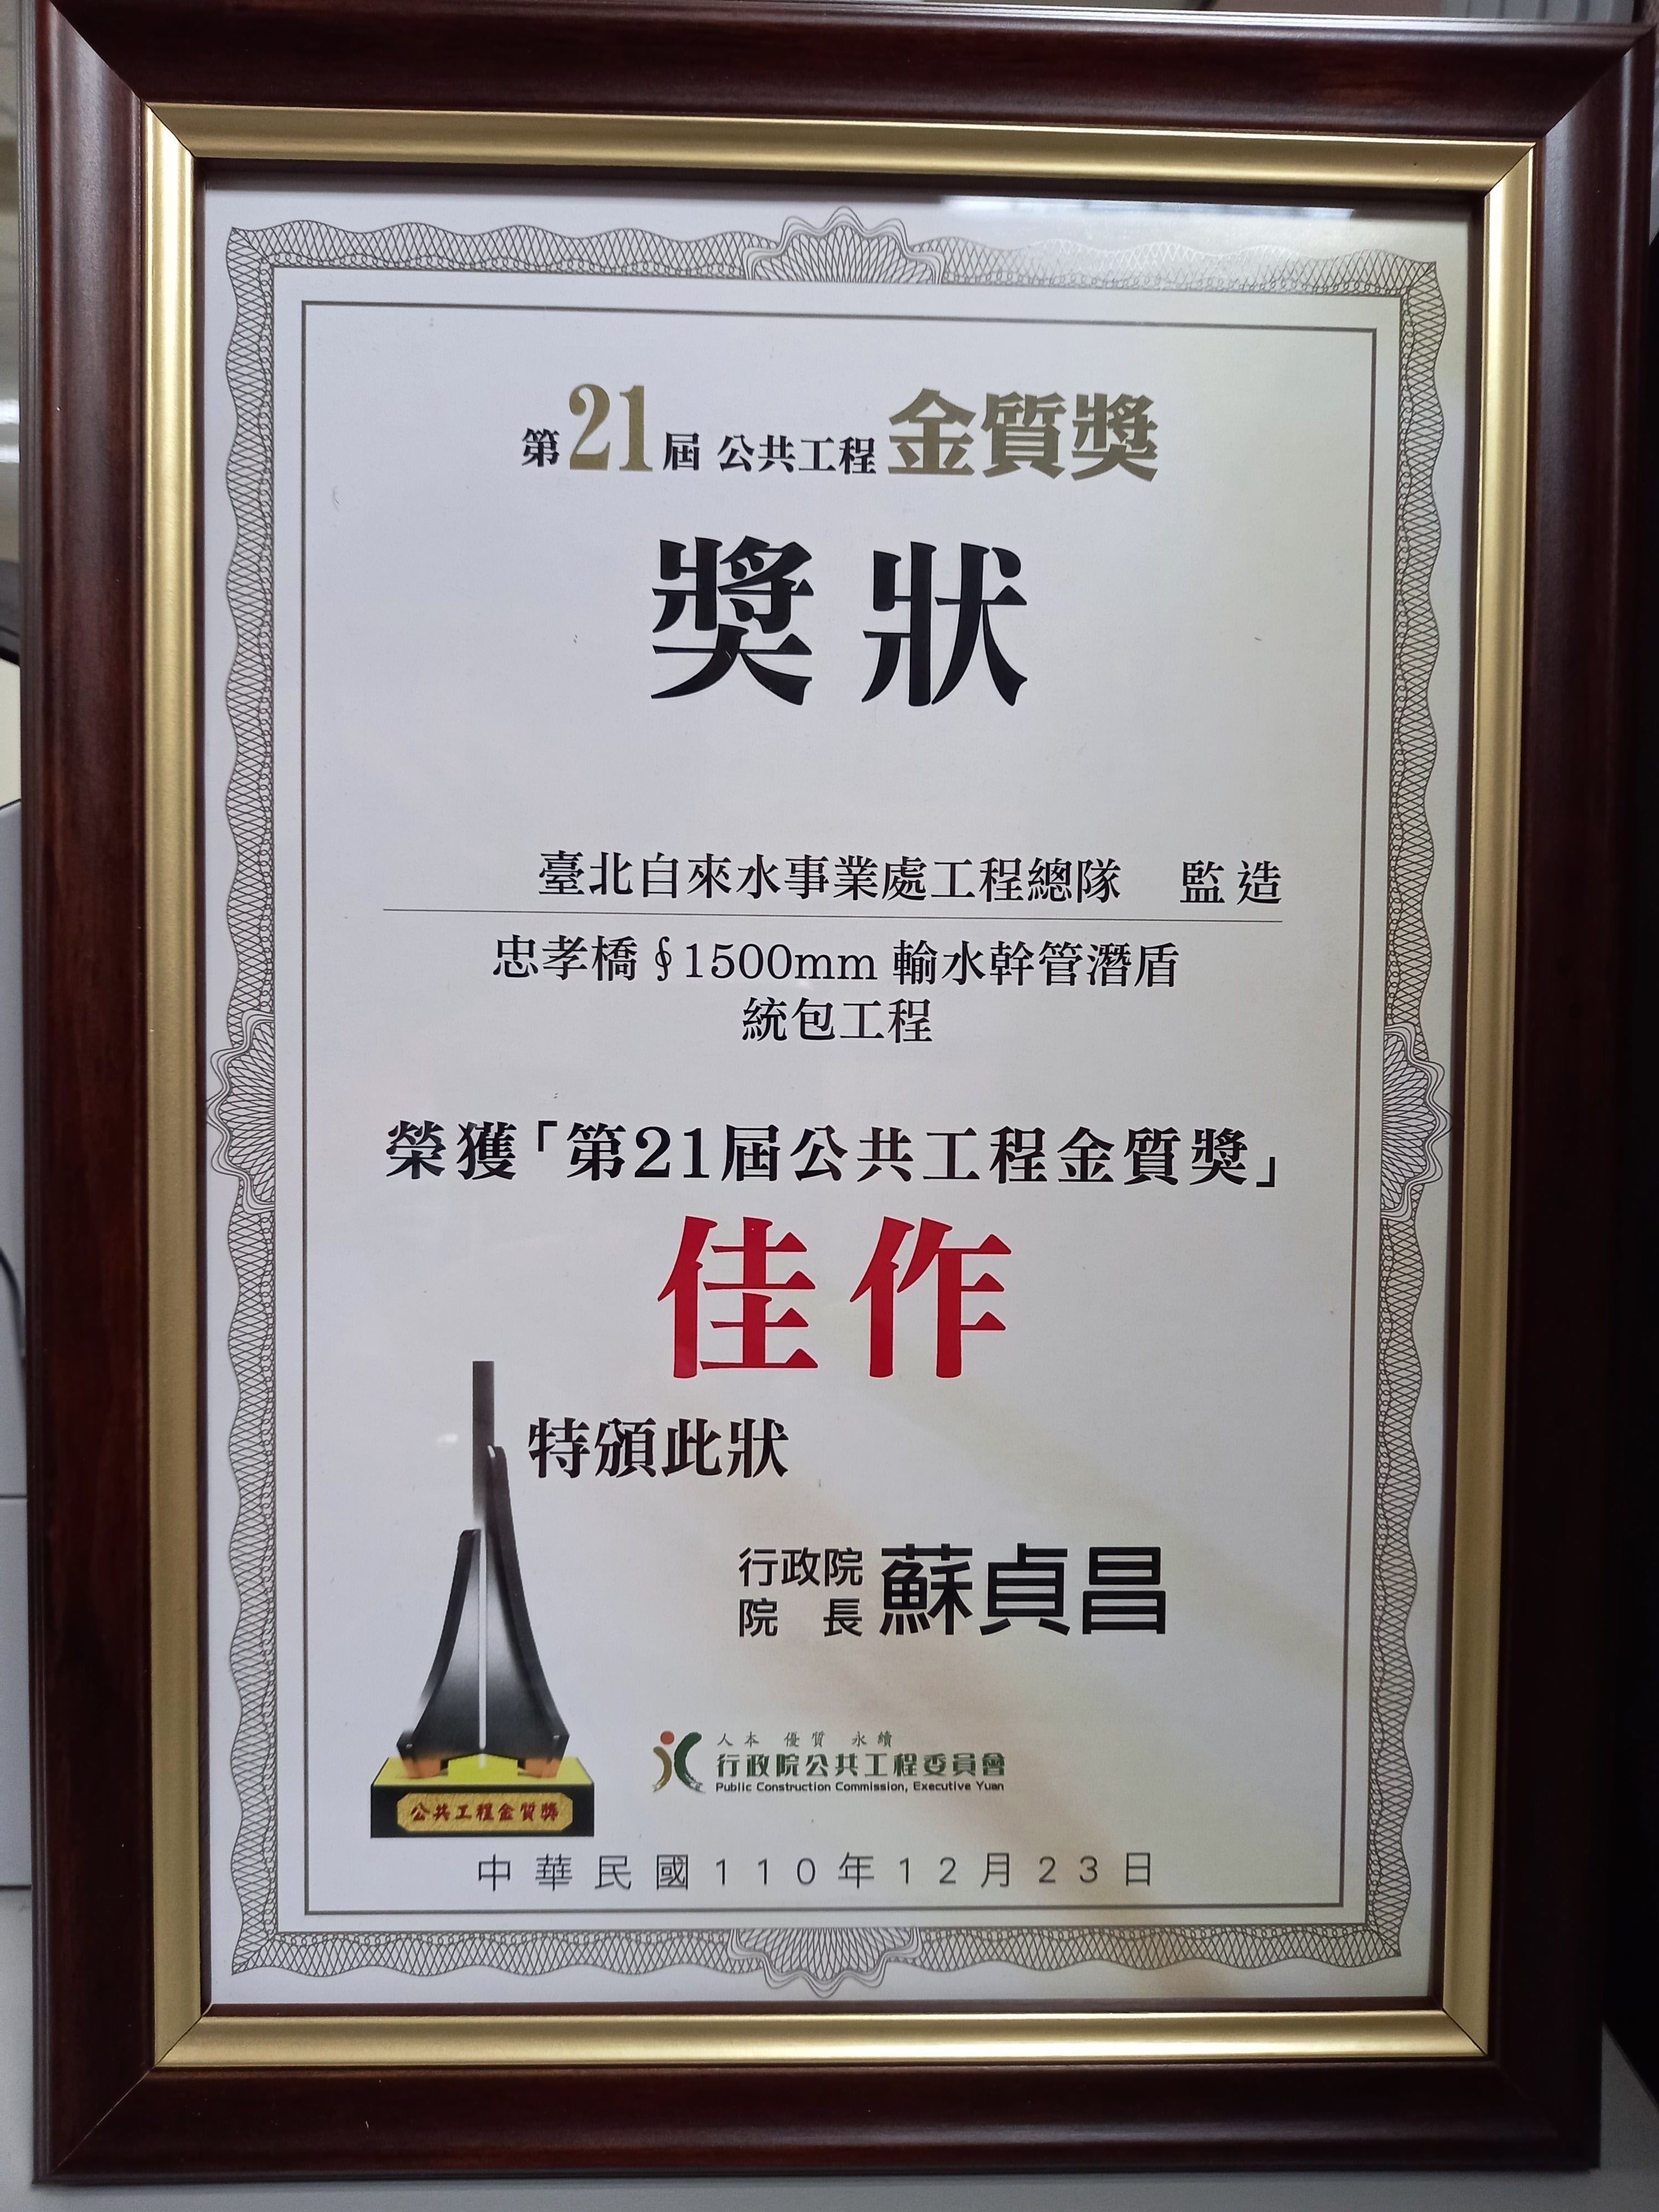 第21屆 公共工程 金質獎
獎狀
臺北自來水事業處工程總隊 監造
忠孝橋∮1500mm 輸水幹管潛盾
統包工程
榮獲「第21屆公共工程金質獎」
佳作
特頒此狀
行政院
院長 蘇貞昌
人本 優質 永續
行政院公共工程委員會
Public Construction Commission, Executive Yuan
公共工程金質獎
中華民國110年12月23日